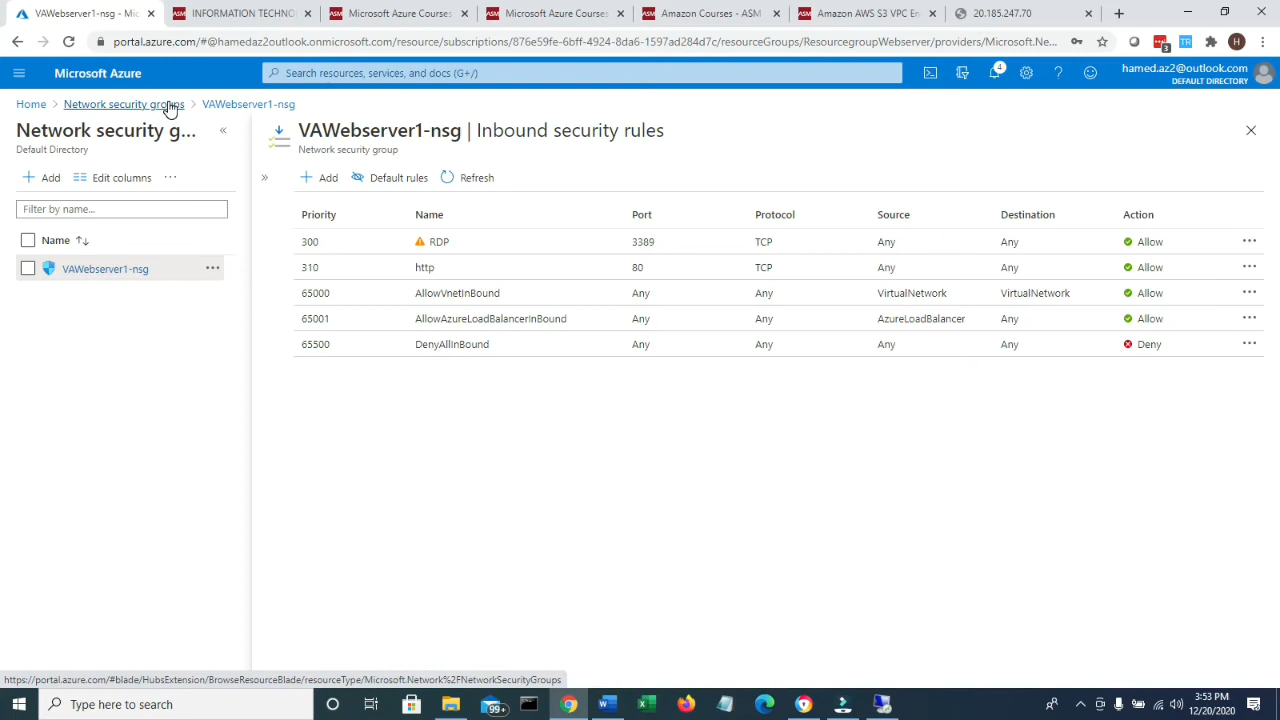 VAWebserver1-nsg - Mic
INFORMATION TECHNO
Microsoft Azure Courses
Microsoft Azure Courses
Amazon Courses - ASM
Amazon AWS3 VPC En
20.185.247.70
portal.azure.com/#@hamedaz2outlook.onmicrosoft.com/resource/subscriptions/876e59fe-6bff-4924-8da6-1597ad284d7c/resourceGroups/ResourcegroupWebserver/providers/Microsoft.Ne...
3
H
Microsoft Azure
Search resources, services, and docs (G+/)
4
hamed.az2@outlook.com
DEFAULT DIRECTORY
Home > Network security groups > VAWebserver1-nsg
Network security g... «
Default Directory
Add Edit columns ...
Filter by name...
Name
VAWebserver1-nsg ...
VAWebserver1-nsg | Inbound security rules
Network security group
» Add Default rules Refresh
Priority Name Port Protocol Source Destination Action
300 RDP 3389 TCP Any Any Allow ...
310 http 80 TCP Any Any Allow ...
65000 AllowVnetInBound Any Any VirtualNetwork VirtualNetwork Allow ...
65001 AllowAzureLoadBalancerInBound Any Any AzureLoadBalancer Any Allow ...
65500 DenyAllInBound Any Any Any Any Deny ...
https://portal.azure.com/#blade/HubsExtension/BrowseResourceBlade/resourceType/Microsoft.Network%2FNetworkSecurityGroups
Type here to search
99+
3:53 PM
12/20/2020